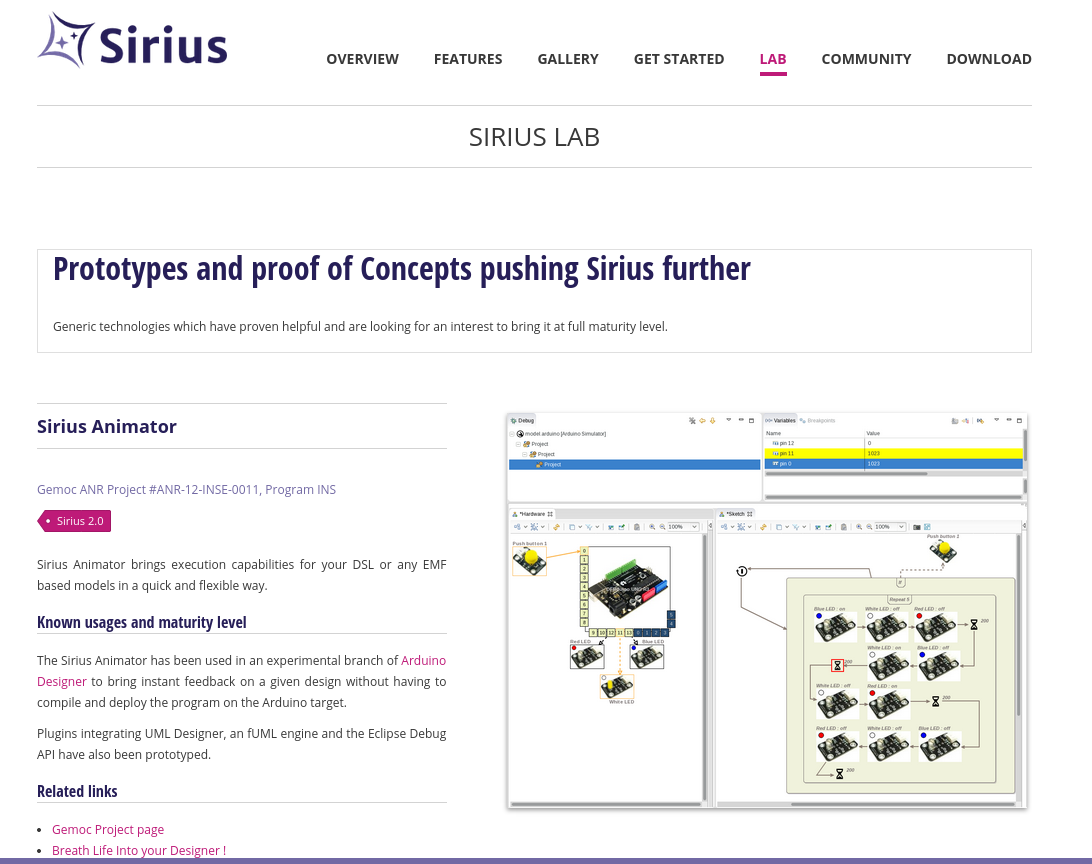 Sirius
OVERVIEW FEATURES GALLERY GET STARTED LAB COMMUNITY DOWNLOAD
SIRIUS LAB
Prototypes and proof of Concepts pushing Sirius further
Generic technologies which have proven helpful and are looking for an interest to bring it at full maturity level.
Sirius Animator
Gemoc ANR Project #ANR-12-INSE-0011, Program INS
Sirius 2.0
Sirius Animator brings execution capabilities for your DSL or any EMF
based models in a quick and flexible way.
Known usages and maturity level
The Sirius Animator has been used in an experimental branch of Arduino
Designer to bring instant feedback on a given design without having to
compile and deploy the program on the Arduino target.
Plugins integrating UML Designer, an fUML engine and the Eclipse Debug
API have also been prototyped.
Related links
Gemoc Project page
Breath Life Into your Designer !
Debug
model.arduino [Arduino Simulator]
Project
Project
Project
Variables Breakpoints
Name Value
pin 12 0
pin 11 1023
pin 0 1023
*Hardware
100%
Push button 1
0
1
2
3
4
5
6
7
8
9 10 11 12 13 0 1 2 3
5
4
Red LED Blue LED
White LED
*Sketch
100%
Push button 1
if
Repeat 5
Blue LED : on White LED : off Red LED : off
200
White LED : on Blue LED : off
200
White LED : off Red LED : on
200
Red LED : off White LED : off Blue LED : off
200